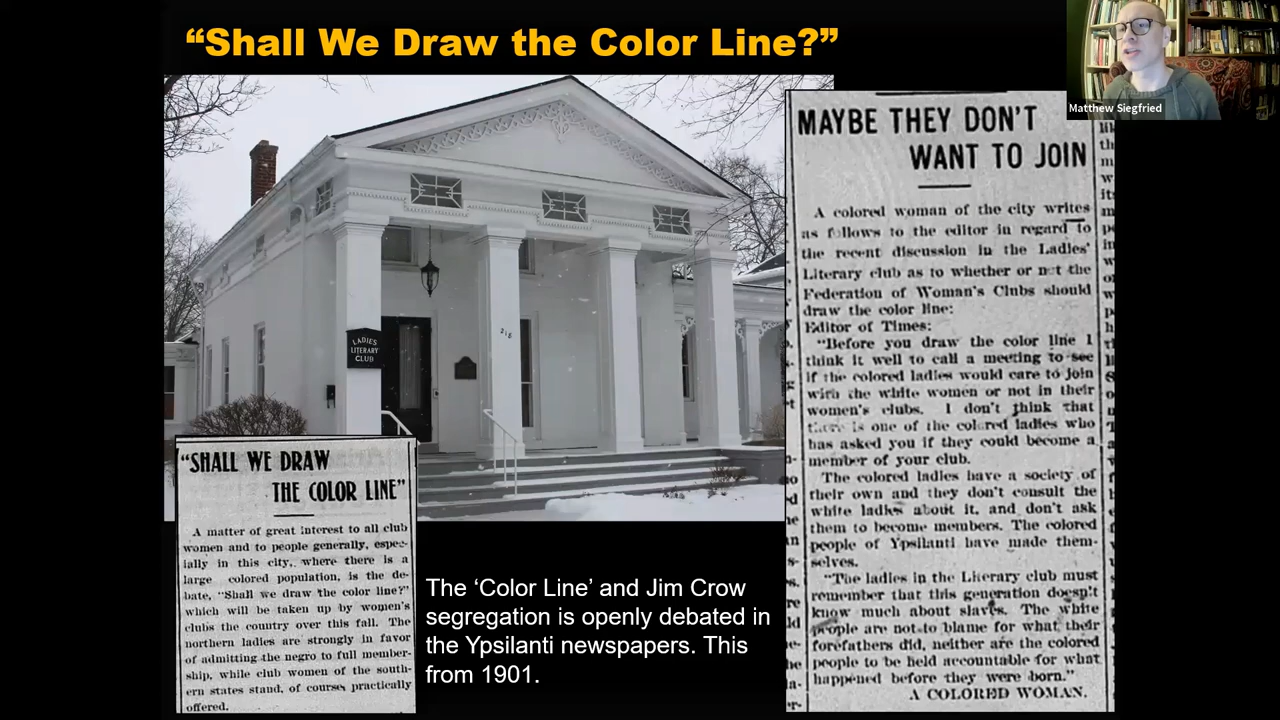 “Shall We Draw the Color Line?”
Matthew Siegfried
LADIES
LITERARY
CLUB
218
"SHALL WE DRAW
THE COLOR LINE"
A matter of great interest to all club
women and to people generally, espec-
ially in this city, where there is a
large colored population, is the de-
bate, "Shall we draw the color line?"
which will be taken up by women's
clubs the country over this fall. The
northern ladies are strongly in favor
of admitting the negro to full member-
ship, while club women of the south-
ern states stand, of course, practically
offered.
The ‘Color Line’ and Jim Crow
segregation is openly debated in
the Ypsilanti newspapers. This
from 1901.
MAYBE THEY DON'T
WANT TO JOIN
A colored woman of the city writes
as follows to the editor in regard to
the recent discussion in the Ladies'
Literary club as to whether or not the
Federation of Woman's Clubs should
draw the color line:
Editor of Times:
"Before you draw the color line I
think it well to call a meeting to see
if the colored ladies would care to join
with the white women or not in their
women's clubs. I don't think that
there is one of the colored ladies who
has asked you if they could become a
member of your club.
The colored ladies have a society of
their own and they don't consult the
white ladies about it, and don't ask
them to become members. The colored
people of Ypsilanti have made them-
selves.
"The ladies in the Literary club must
remember that this generation doesn't
know much about slaves. The white
people are not to blame for what their
forefathers did, neither are the colored
people to be held accountable for what
happened before they were born."
A COLORED WOMAN.